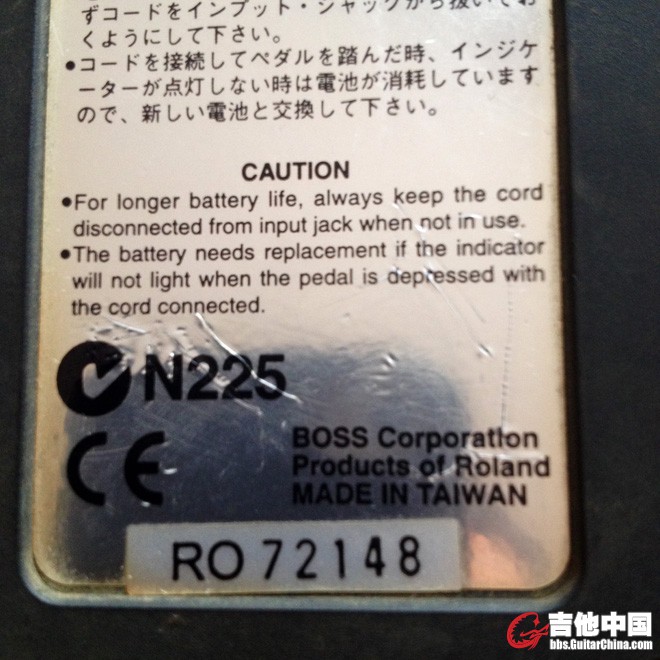 ずコードをインプット・ジャックから抜いてお
くようにして下さい。
●コードを接続してペダルを踏んだ時、インジケ
ーターが点灯しない時は電池が消耗しています
ので、新しい電池と交換して下さい。
CAUTION
●For longer battery life, always keep the cord
disconnected from input jack when not in use.
●The battery needs replacement if the indicator
will not light when the pedal is depressed with
the cord connected.
N225
CE
BOSS Corporation
Products of Roland
MADE IN TAIWAN
RO 72148
吉他中国
bbs.GuitarChina.com